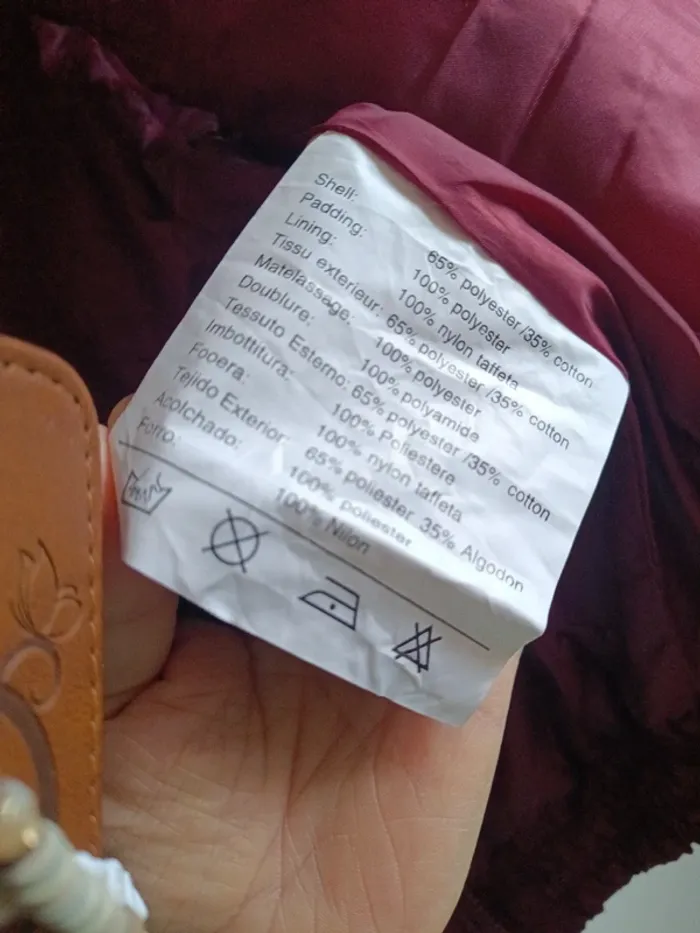 Shell: 65% polyester /35% cotton
Padding: 100% polyester
Lining: 100% nylon taffeta
Tissu exterieur: 65% polyester /35% cotton
Matelassage: 100% polyester
Doublure: 100% polyamide
Tessuto Esterno: 65% polyester /35% cotton
Imbottitura: 100% Poliestere
Fooera: 100% nylon taffeta
Tejido Exterior: 65% poliester 35% Algodon
Acolchado: 100% poliester
Forro: 100% Nilon